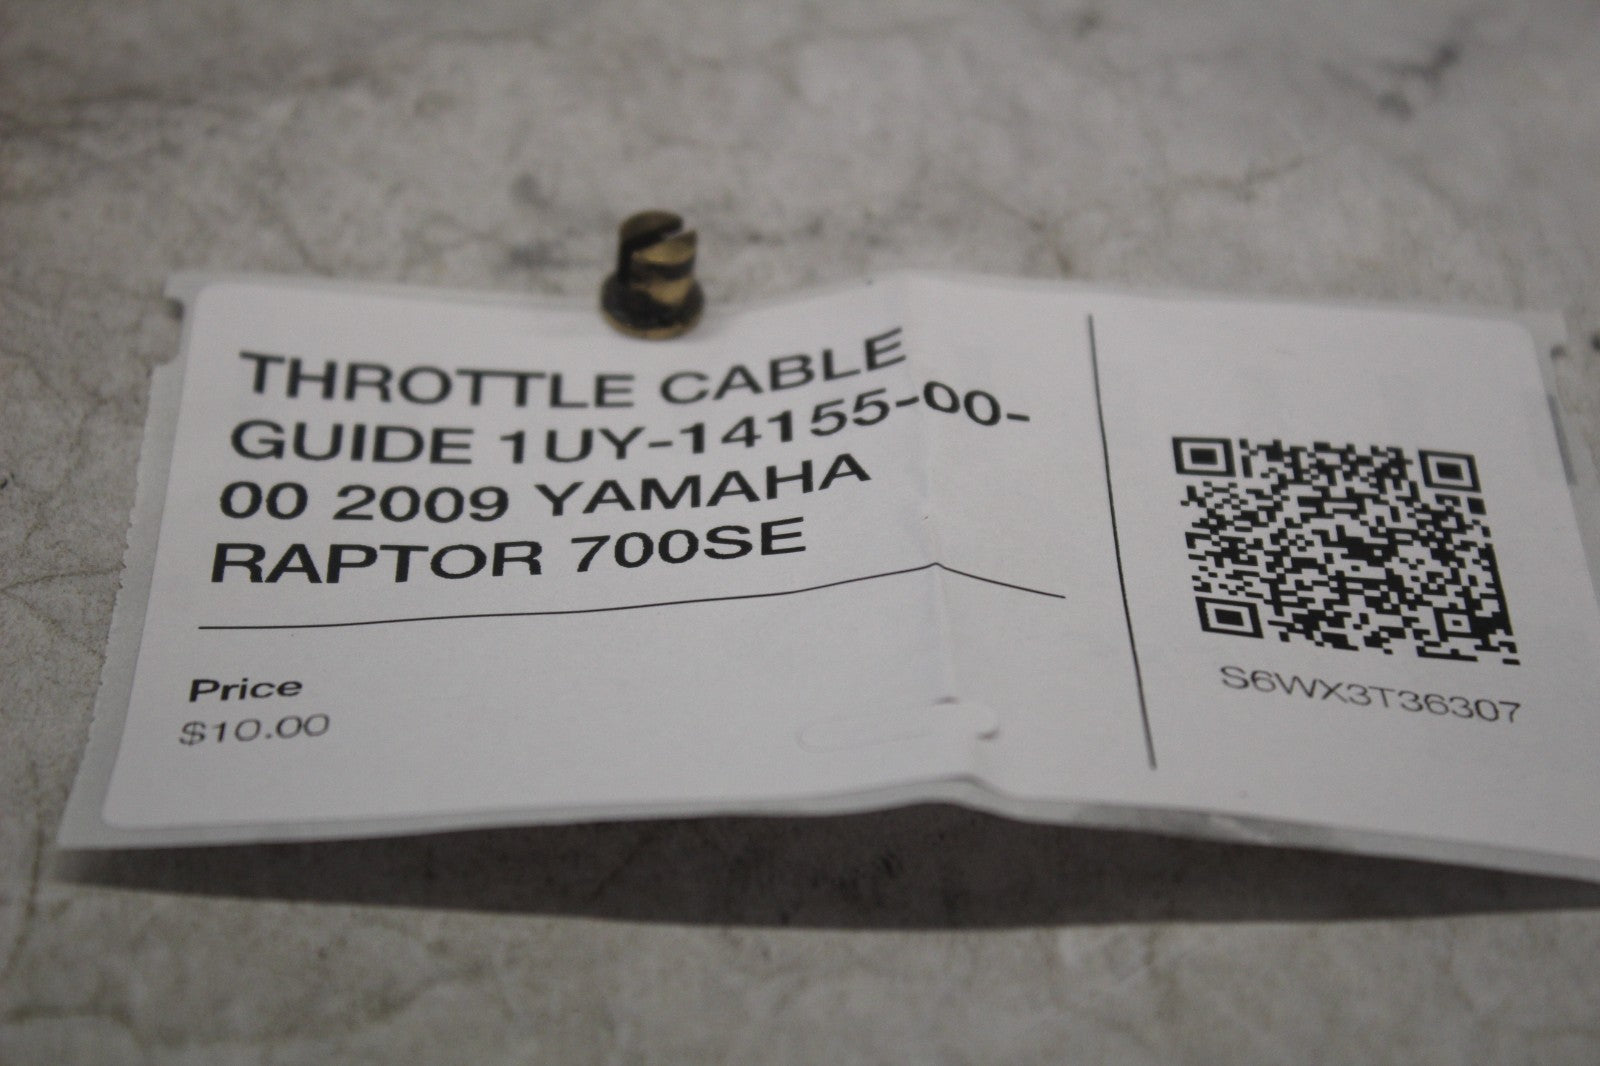 THROTTLE CABLE
GUIDE 1UY-14155-00-
00 2009 YAMAHA
RAPTOR 700SE
Price
$10.00
S6WX3T36307